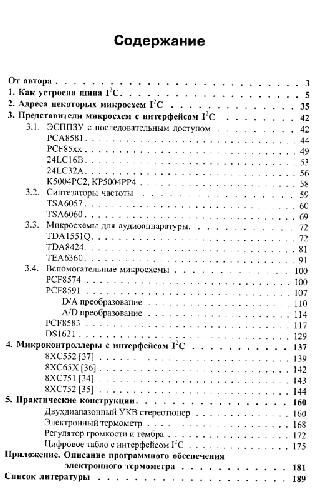 Содержание
От автора 3
1. Как устроена шина I²C 5
2. Адреса некоторых микросхем I²C 35
3. Представители микросхем с интерфейсом I²C 42
3.1. ЭСППЗУ с последовательным доступом 42
PCA8581 44
PCF85xx 49
24LC16B 53
24LC32A 56
К5004РС2, КР5004РР4 58
3.2. Синтезаторы частоты 59
TSA6057 60
TSA6060 69
3.3. Микросхемы для аудиоаппаратуры 72
TDA1551Q 72
TDA8424 81
TEA6360 91
3.4. Вспомогательные микросхемы 100
PCF8574 100
PCF8591 107
D/A преобразование 110
A/D преобразование 114
PCF8583 117
DS1621 129
4. Микроконтроллеры с интерфейсом I²C 137
8XC552 [37] 139
8XC65X [36] 142
8XC751 [34] 143
8XC752 [35] 144
5. Практические конструкции 160
Двухдиапазонный УКВ стереотюнер 160
Электронный термометр 168
Регулятор громкости и тембра 172
Цифровое табло с интерфейсом I²C 175
Приложение. Описание программного обеспечения
электронного термометра 181
Список литературы 189